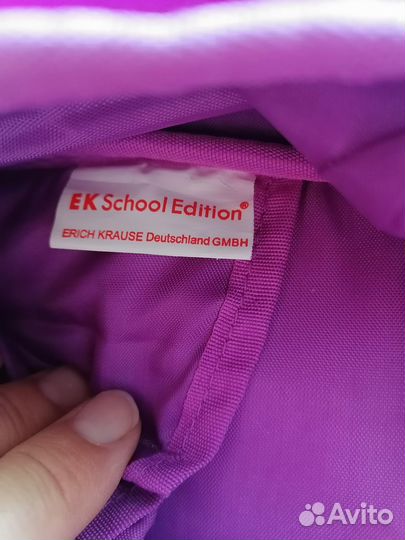 EK School Edition®
ERICH KRAUSE Deutschland GMBH
Avito